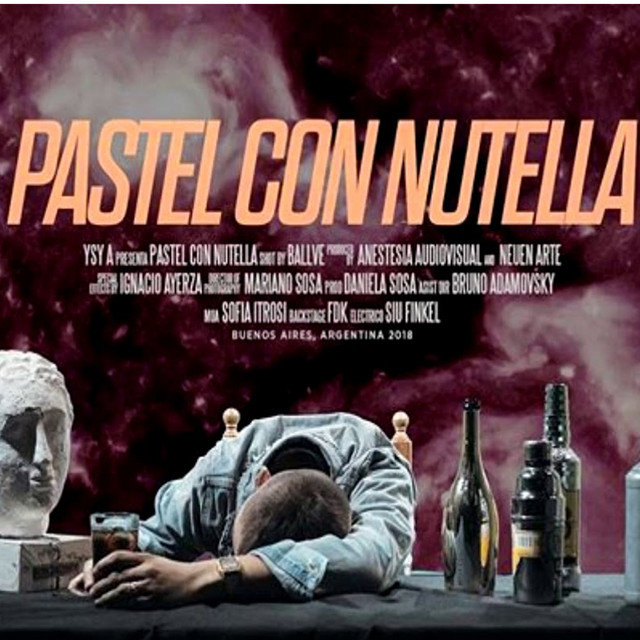 PASTEL CON NUTELLA
YSY A PRESENTA PASTEL CON NUTELLA SHOT BY BALLVE PRODUCED BY ANESTESIA AUDIOVISUAL AND NEUEN ARTE
SPECIAL EFFECTS BY IGNACIO AYERZA DIRECTOR OF PHOTOGRAPHY MARIANO SOSA PROD DANIELA SOSA ASIST DIR BRUNO ADAMOVSKY
MUA SOFIA ITROSI BACKSTAGE FDK ELECTRICO SIU FINKEL
BUENOS AIRES, ARGENTINA 2018